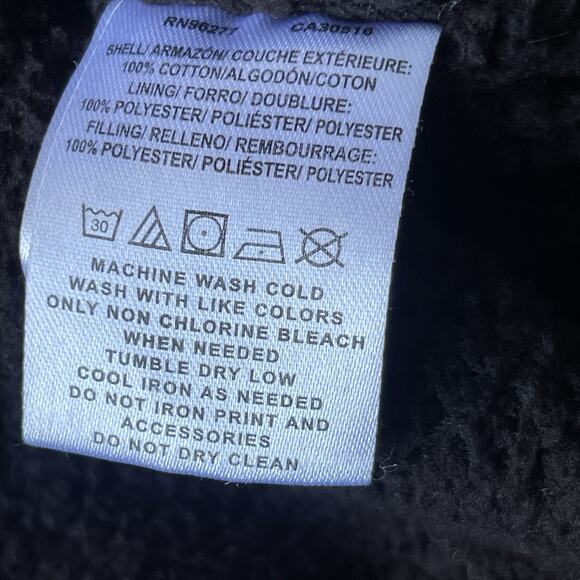 RN96277 CA30516
SHELL/ ARMAZÓN/ COUCHE EXTÉRIEURE:
100% COTTON/ALGODÓN/COTON
LINING/ FORRO/ DOUBLURE:
100% POLYESTER/ POLIÉSTER/ POLYESTER
FILLING/ RELLENO/ REMBOURRAGE:
100% POLYESTER/ POLIÉSTER/ POLYESTER
30
MACHINE WASH COLD
WASH WITH LIKE COLORS
ONLY NON CHLORINE BLEACH
WHEN NEEDED
TUMBLE DRY LOW
COOL IRON AS NEEDED
DO NOT IRON PRINT AND
ACCESSORIES
DO NOT DRY CLEAN